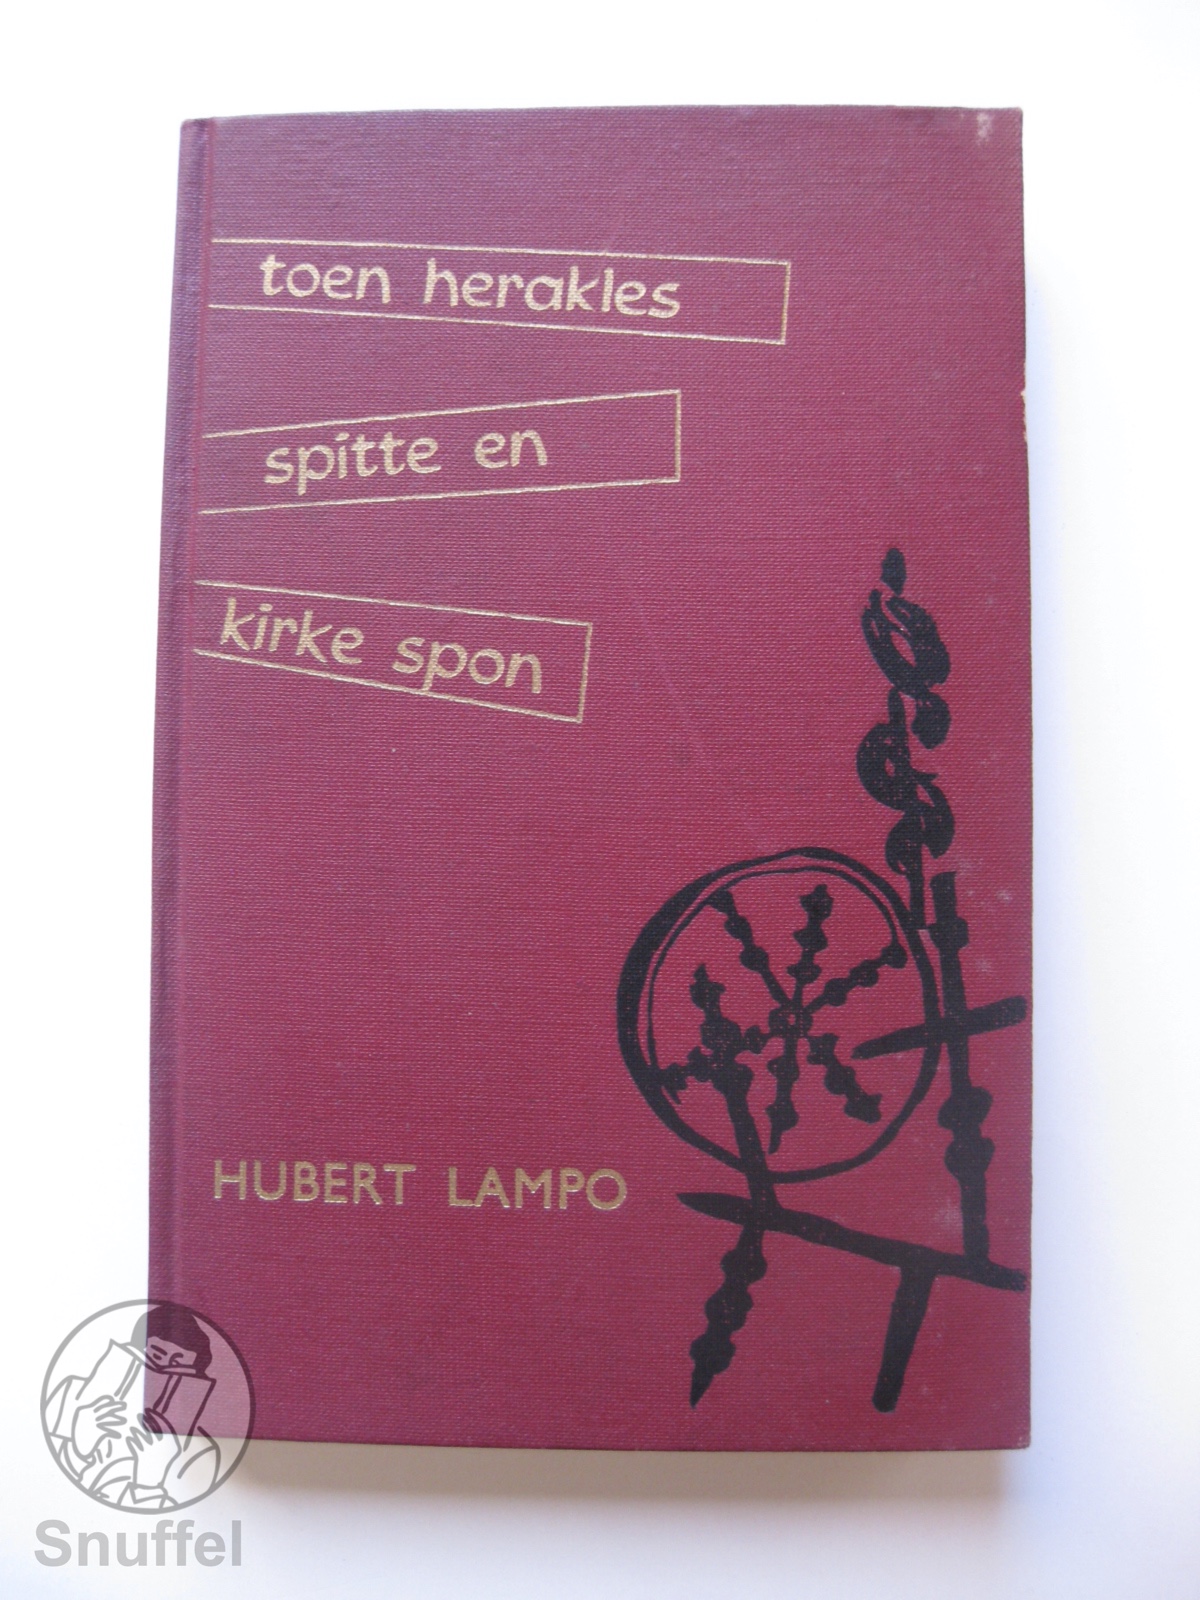 toen herakles
spitte en
kirke spon
HUBERT LAMPO
Snuffel